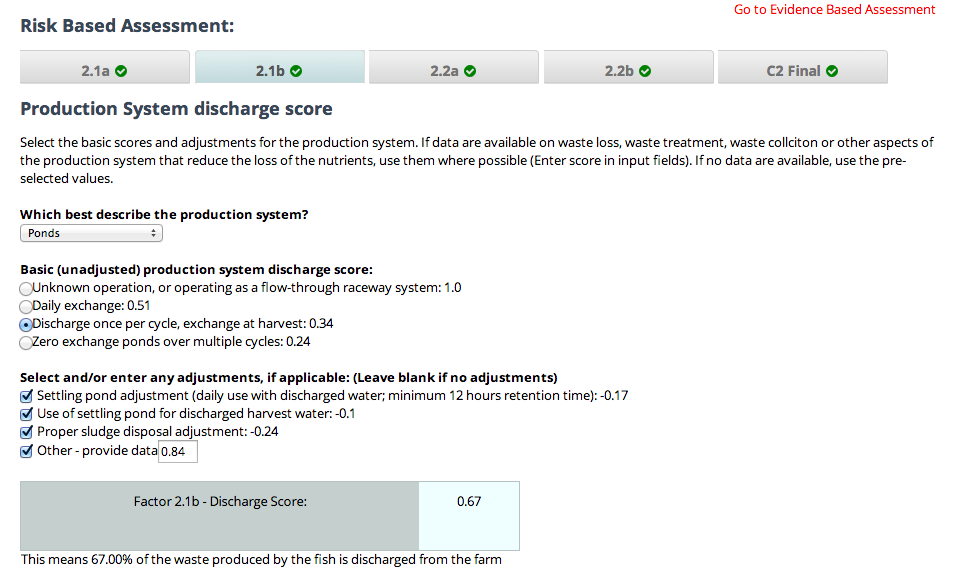 Go to Evidence Based Assessment
Risk Based Assessment:
2.1a
2.1b
2.2a
2.2b
C2 Final
Production System discharge score
Select the basic scores and adjustments for the production system. If data are available on waste loss, waste treatment, waste collciton or other aspects of
the production system that reduce the loss of the nutrients, use them where possible (Enter score in input fields). If no data are available, use the pre-
selected values.
Which best describe the production system?
Ponds
Basic (unadjusted) production system discharge score:
Unknown operation, or operating as a flow-through raceway system: 1.0
Daily exchange: 0.51
Discharge once per cycle, exchange at harvest: 0.34
Zero exchange ponds over multiple cycles: 0.24
Select and/or enter any adjustments, if applicable: (Leave blank if no adjustments)
Settling pond adjustment (daily use with discharged water; minimum 12 hours retention time): -0.17
Use of settling pond for discharged harvest water: -0.1
Proper sludge disposal adjustment: -0.24
Other - provide data 0.84
Factor 2.1b - Discharge Score: 0.67
This means 67.00% of the waste produced by the fish is discharged from the farm